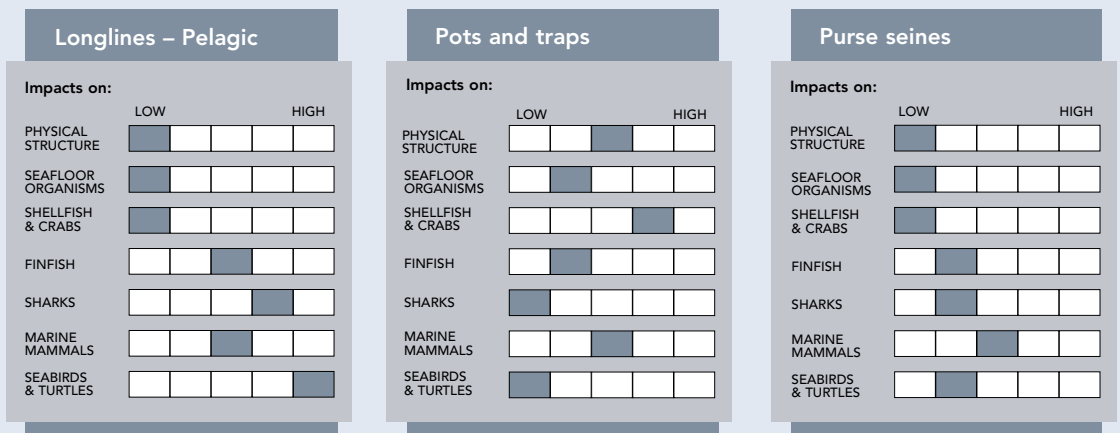 Longlines – Pelagic
Impacts on:
LOW HIGH
PHYSICAL
STRUCTURE
SEAFLOOR
ORGANISMS
SHELLFISH
& CRABS
FINFISH
SHARKS
MARINE
MAMMALS
SEABIRDS
& TURTLES
Pots and traps
Impacts on:
LOW HIGH
PHYSICAL
STRUCTURE
SEAFLOOR
ORGANISMS
SHELLFISH
& CRABS
FINFISH
SHARKS
MARINE
MAMMALS
SEABIRDS
& TURTLES
Purse seines
Impacts on:
LOW HIGH
PHYSICAL
STRUCTURE
SEAFLOOR
ORGANISMS
SHELLFISH
& CRABS
FINFISH
SHARKS
MARINE
MAMMALS
SEABIRDS
& TURTLES